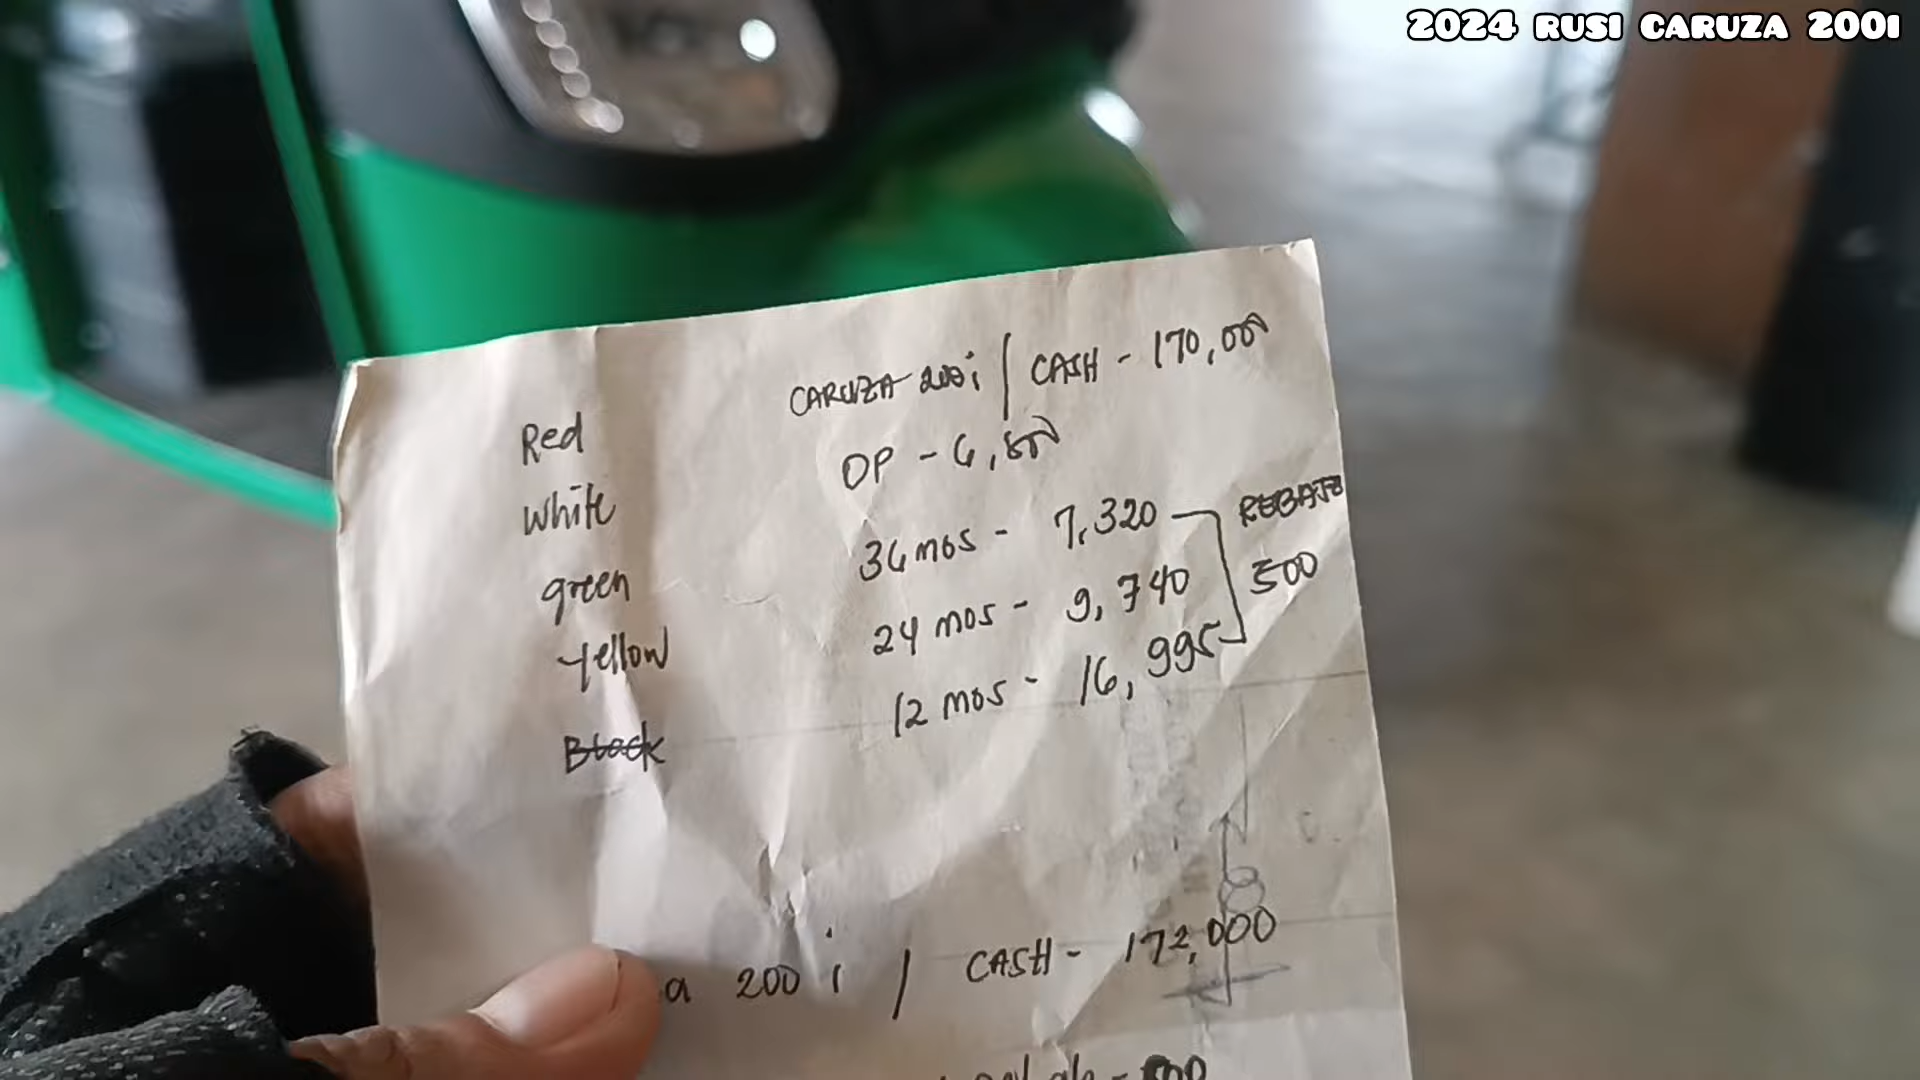 2024 RUSI CARUZA 200i
CARUZA 200i / CASH - 170,000
DP - 6,800
36 mos - 7,320
24 mos - 9,740
12 mos - 16,995
REBATE
500
Red
White
green
Yellow
Black
a 200 i / CASH - 172,000